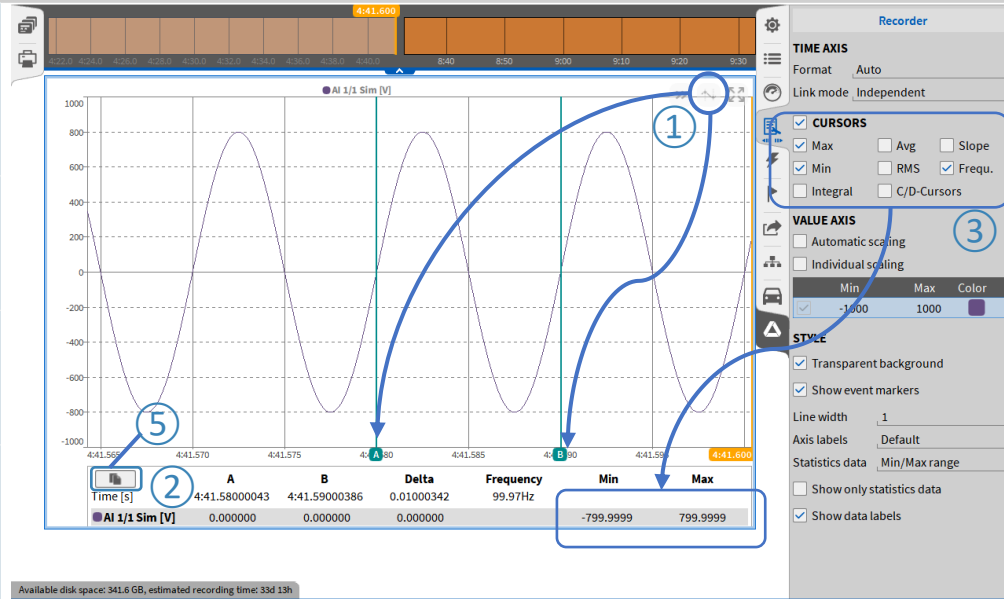 4:41.600
4:22.0 4:24.0 4:26.0 4:28.0 4:30.0 4:32.0 4:34.0 4:36.0 4:38.0 4:40.0 8:40 8:50 9:00 9:10 9:20 9:30
AI 1/1 Sim [V]
1000
800
600
400
200
0
-200
-400
-600
-800
-1000
4:41.570 4:41.575 A B 4:41.600
1
5
2
A B Delta Frequency Min Max
Time [s] 4:41.58000043 4:41.59000386 0.01000342 99.97Hz
AI 1/1 Sim [V] 0.000000 0.000000 0.000000 -799.9999 799.9999
Available disk space: 341.6 GB, estimated recording time: 33d 13h
Recorder
TIME AXIS
Format Auto
Link mode Independent
CURSORS
Max Avg Slope
Min RMS Frequ.
Integral C/D-Cursors
3
VALUE AXIS
Automatic scaling
Individual scaling
Min Max Color
-1000 1000
STYLE
Transparent background
Show event markers
Line width 1
Axis labels Default
Statistics data Min/Max range
Show only statistics data
Show data labels